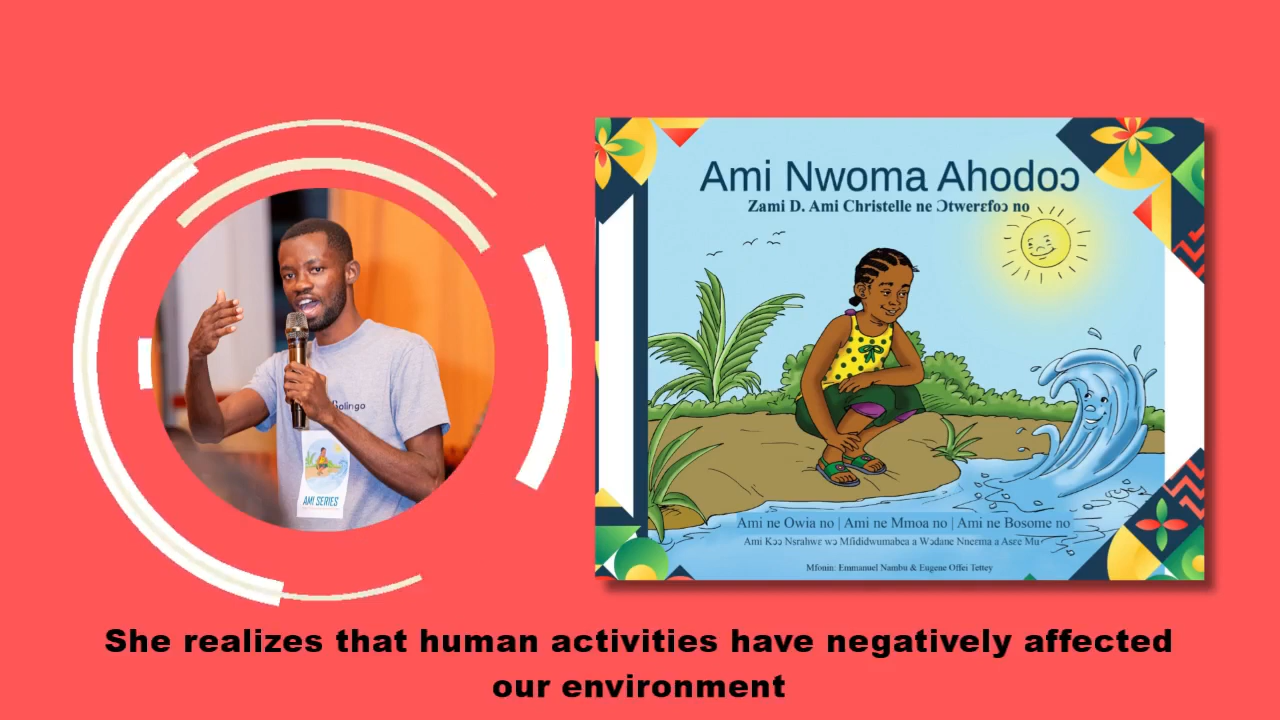 Golingo
AMI SERIES
Ami Nwoma Ahodoɔ
Zami D. Ami Christelle ne Ɔtwerɛfoɔ no
Ami ne Owia no | Ami ne Mmoa no | Ami ne Bosome no
Ami Kɔɔ Nsrahwɛ wɔ Mfididwumabea a Wɔdane Nneɛma a Aseɛ Mu
Mfonin: Emmanuel Nambu & Eugene Offei Tettey
She realizes that human activities have negatively affected
our environment